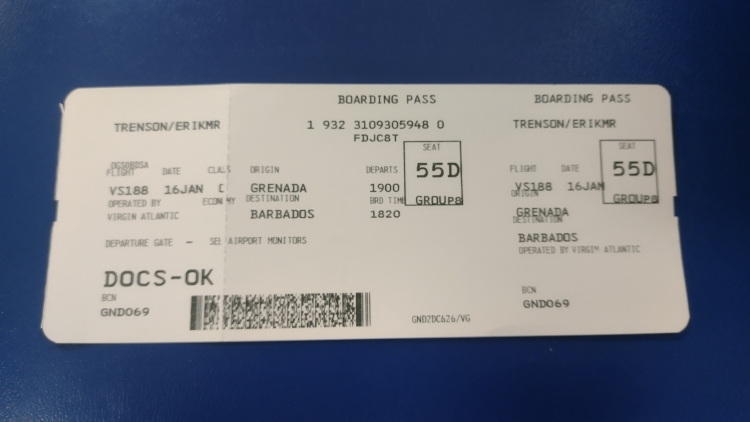 BOARDING PASS
BOARDING PASS
TRENSON/ERIKMR
1 932 3109305948 0
TRENSON/ERIKMR
FDJC8T
SEAT
SEAT
FLIGHT DATE CLASS ORIGIN DEPARTS 55D FLIGHT DATE 55D
VS188 16JAN GRENADA 1900 VS188 16JAN
OPERATED BY ECONOMY DESTINATION BRD TIME GROUP8 ORIGIN GROUP8
VIRGIN ATLANTIC BARBADOS 1820 GRENADA
DESTINATION
DEPARTURE GATE – SEE AIRPORT MONITORS BARBADOS
OPERATED BY VIRGIN ATLANTIC
DOCS-OK
BCN
GND069
BCN
GND069
GND2DC626/VG